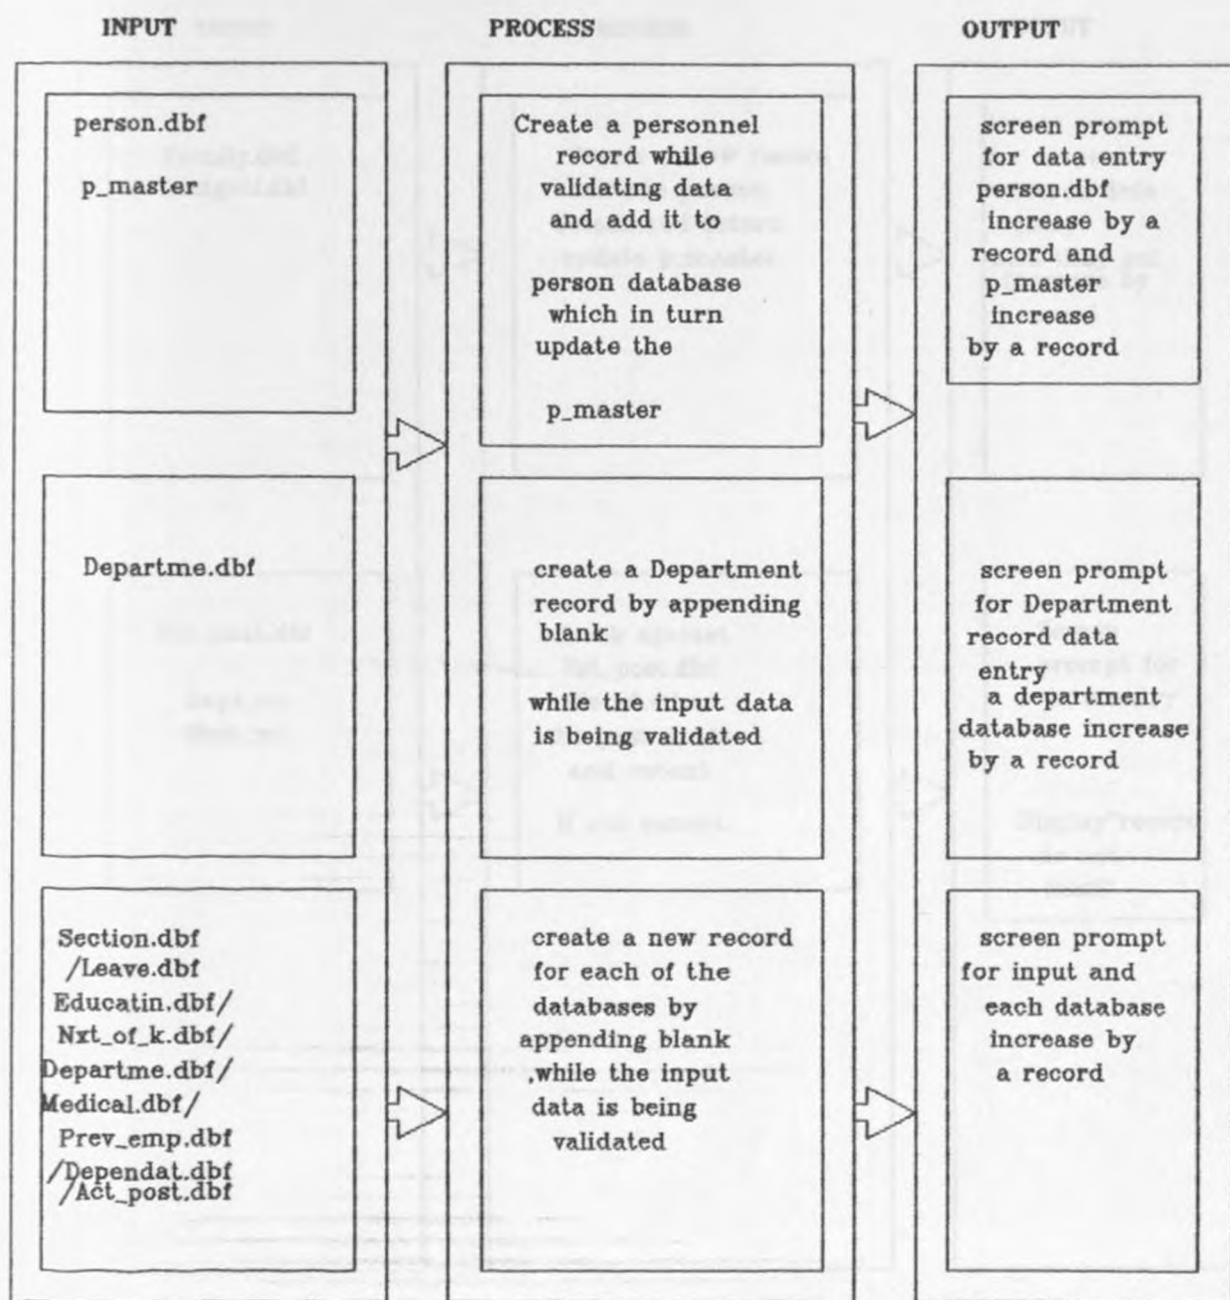 INPUT
PROCESS
OUTPUT
person.dbf
p_master
Create a personnel
record while
validating data
and add it to
person database
which in turn
update the
p_master
screen prompt
for data entry
person.dbf
increase by a
record and
p_master
increase
by a record
Departme.dbf
create a Department
record by appending
blank
while the input data
is being validated
screen prompt
for Department
record data
entry
a department
database increase
by a record
Section.dbf
/Leave.dbf
Educatin.dbf/
Nxt_of_k.dbf/
Departme.dbf/
Medical.dbf/
Prev_emp.dbf
/Dependat.dbf
/Act_post.dbf
create a new record
for each of the
databases by
appending blank
,while the input
data is being
validated
screen prompt
for input and
each database
increase by
a record